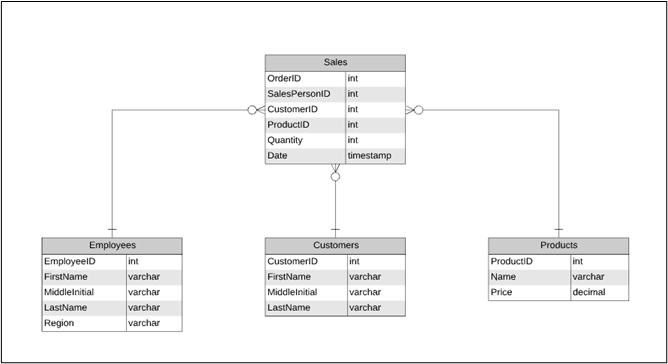 Sales
OrderID int
SalesPersonID int
CustomerID int
ProductID int
Quantity int
Date timestamp
Employees
EmployeeID int
FirstName varchar
MiddleInitial varchar
LastName varchar
Region varchar
Customers
CustomerID int
FirstName varchar
MiddleInitial varchar
LastName varchar
Products
ProductID int
Name varchar
Price decimal